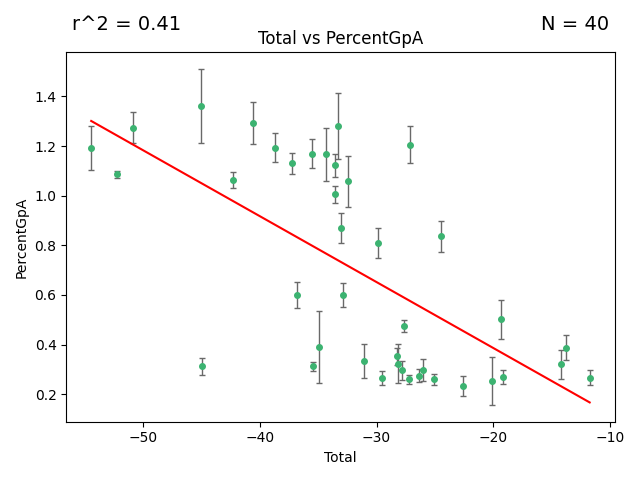 r^2 = 0.41
N = 40
Total vs PercentGpA
PercentGpA
1.4
1.2
1.0
0.8
0.6
0.4
0.2
−50
−40
−30
−20
−10
Total